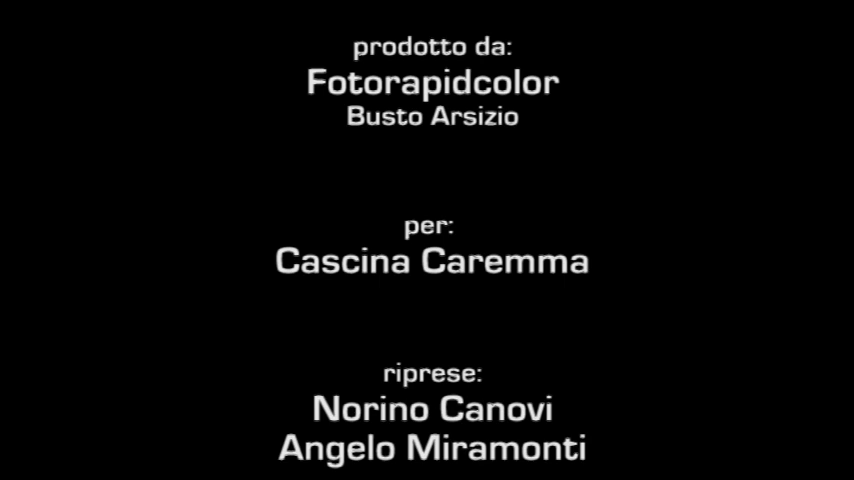 prodotto da:
Fotorapidcolor
Busto Arsizio
per:
Cascina Caremma
riprese:
Norino Canovi
Angelo Miramonti